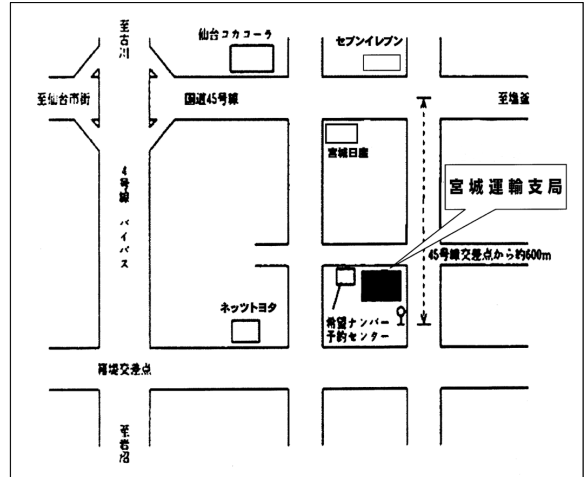 至古川
仙台コカコーラ
セブンイレブン
至仙台市街
国道45号線
至塩釜
宮城日産
4号線 バイパス
宮城運輸支局
45号線交差点から約600m
ネッツトヨタ
希望ナンバー
予約センター
箱堤交差点
至岩沼